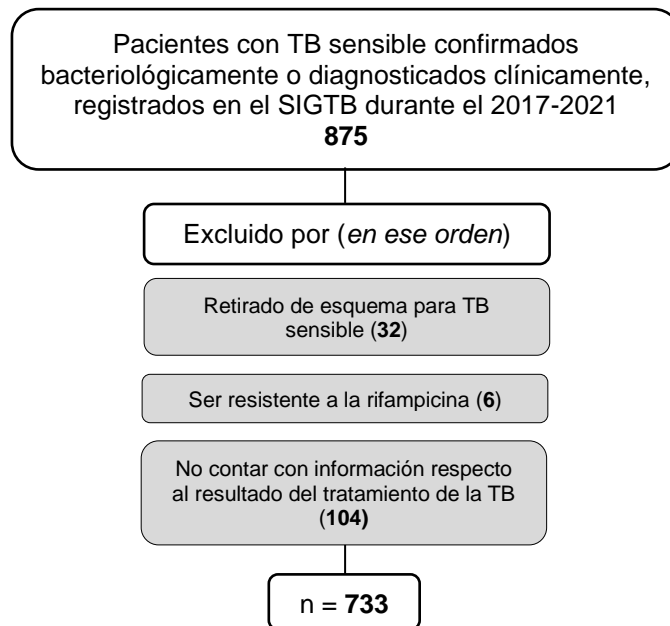 Pacientes con TB sensible confirmados
bacteriológicamente o diagnosticados clínicamente,
registrados en el SIGTB durante el 2017-2021
875
Excluido por (en ese orden)
Retirado de esquema para TB
sensible (32)
Ser resistente a la rifampicina (6)
No contar con información respecto
al resultado del tratamiento de la TB
(104)
n = 733